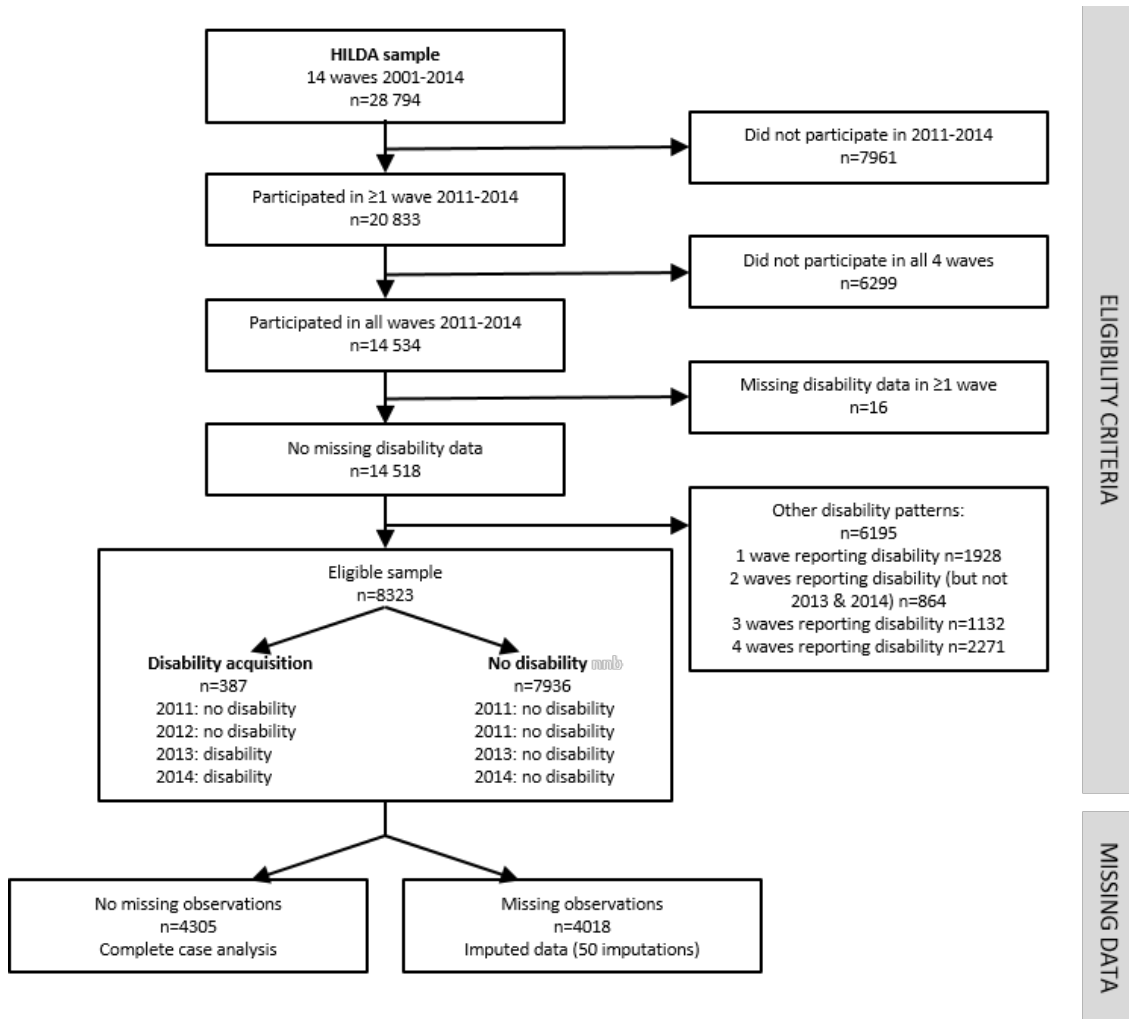 HILDA sample
14 waves 2001-2014
n=28 794
Did not participate in 2011-2014
n=7961
Participated in ≥1 wave 2011-2014
n=20 833
Did not participate in all 4 waves
n=6299
Participated in all waves 2011-2014
n=14 534
Missing disability data in ≥1 wave
n=16
No missing disability data
n=14 518
Other disability patterns:
n=6195
1 wave reporting disability n=1928
2 waves reporting disability (but not
2013 & 2014) n=864
3 waves reporting disability n=1132
4 waves reporting disability n=2271
Eligible sample
n=8323
Disability acquisition
n=387
2011: no disability
2012: no disability
2013: disability
2014: disability
No disability
n=7936
2011: no disability
2011: no disability
2013: no disability
2014: no disability
No missing observations
n=4305
Complete case analysis
Missing observations
n=4018
Imputed data (50 imputations)
ELIGIBILITY CRITERIA
MISSING DATA